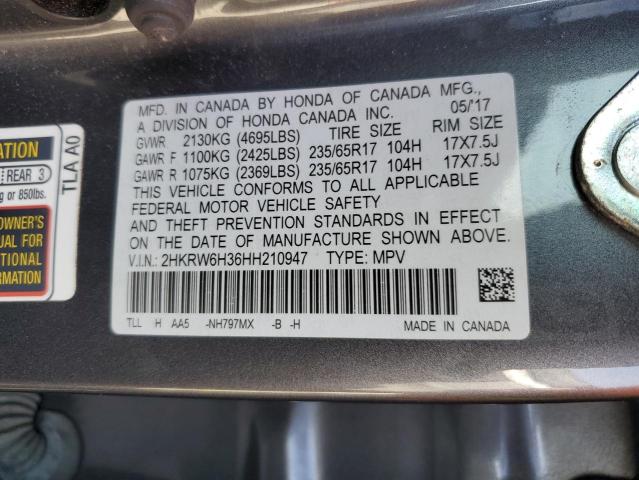 MFD. IN CANADA BY HONDA OF CANADA MFG.,
A DIVISION OF HONDA CANADA INC. 05/'17
GVWR 2130KG (4695LBS) TIRE SIZE RIM SIZE
GAWR F 1100KG (2425LBS) 235/65R17 104H 17X7.5J
GAWR R 1075KG (2369LBS) 235/65R17 104H 17X7.5J
THIS VEHICLE CONFORMS TO ALL APPLICABLE
FEDERAL MOTOR VEHICLE SAFETY
AND THEFT PREVENTION STANDARDS IN EFFECT
ON THE DATE OF MANUFACTURE SHOWN ABOVE.
V.I.N.: 2HKRW6H36HH210947 TYPE: MPV
TLL H AA5 -NH797MX -B -H MADE IN CANADA
REAR 3
g or 850lbs.
TLA A0
OWNER'S
UAL FOR